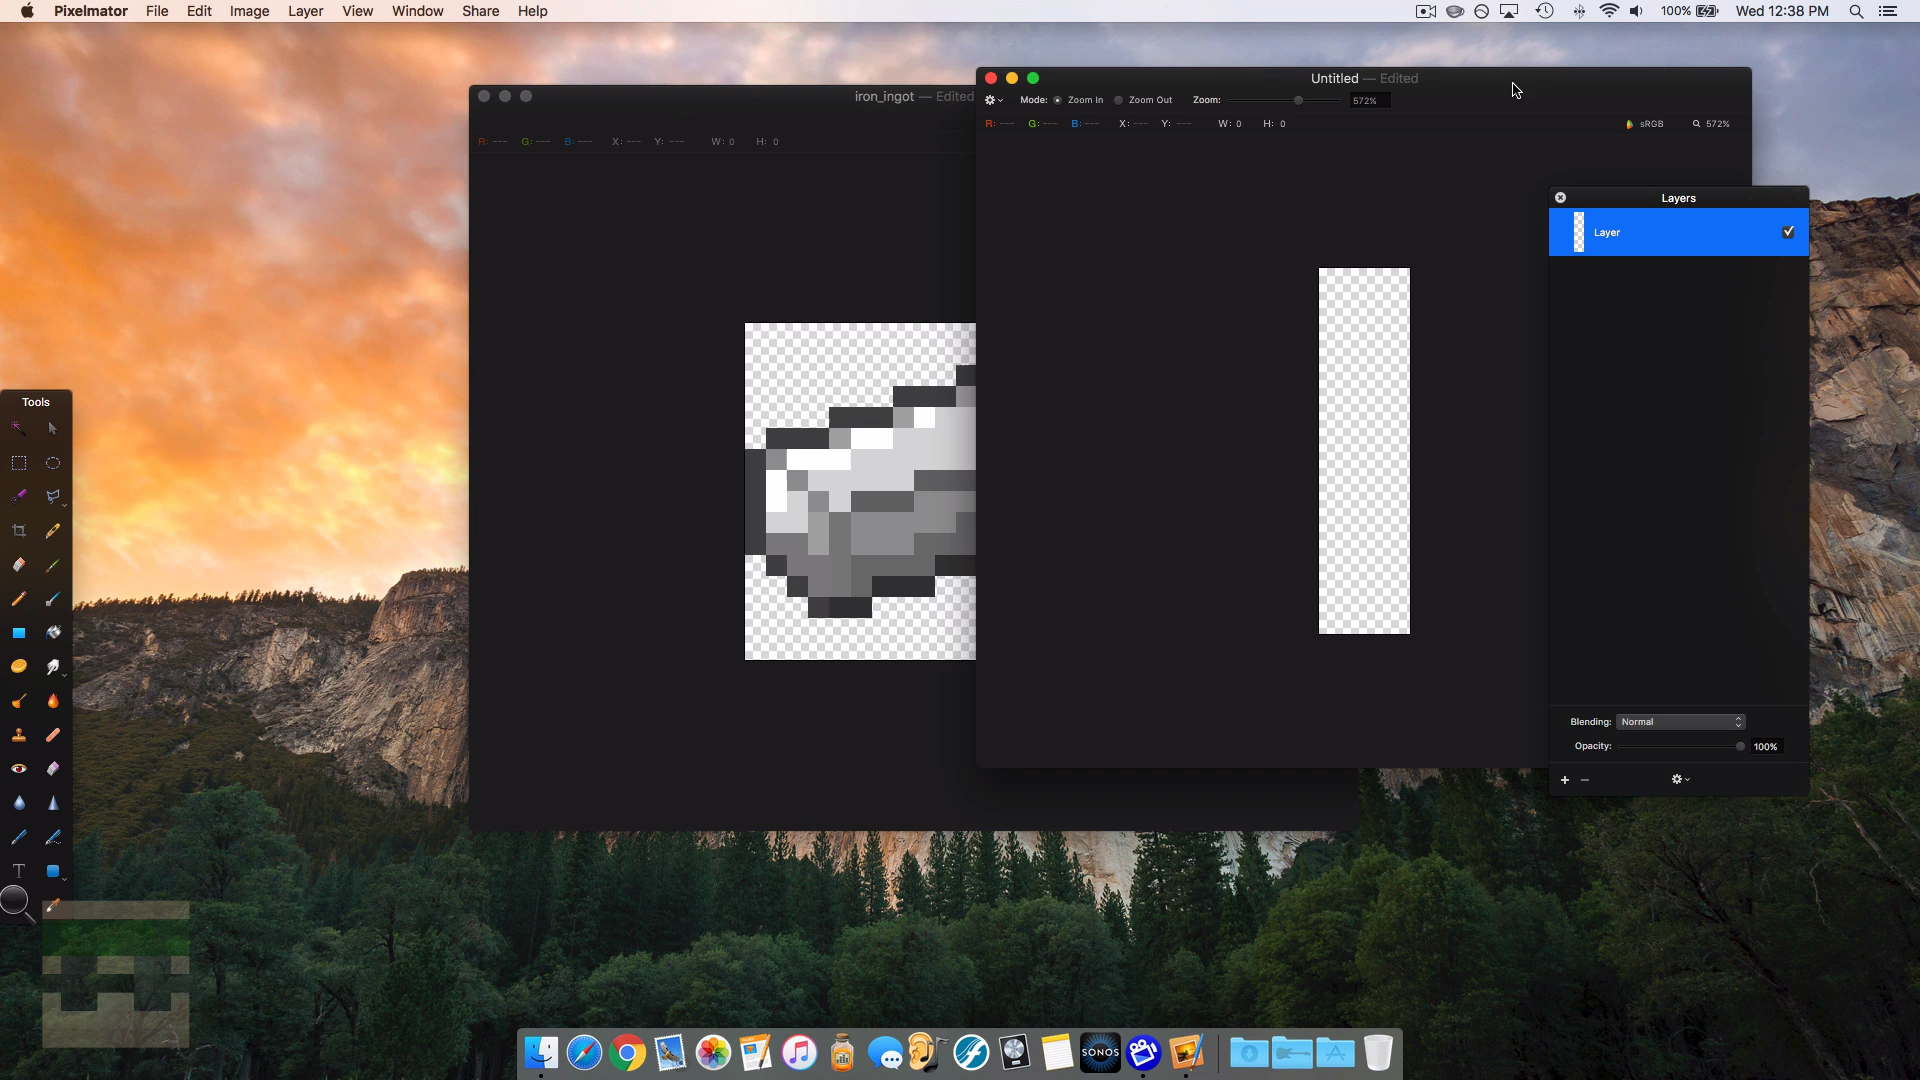 Pixelmator File Edit Image Layer View Window Share Help 100% Wed 12:38 PM
Untitled — Edited
iron_ingot — Edited
Mode: Zoom In Zoom Out Zoom: 572%
R: --- G: --- B: --- X: --- Y: --- W: 0 H: 0 sRGB 572%
R: --- G: --- B: --- X: --- Y: --- W: 0 H: 0
Layers
Layer
Tools
Blending: Normal
Opacity: 100%
T
SONOS